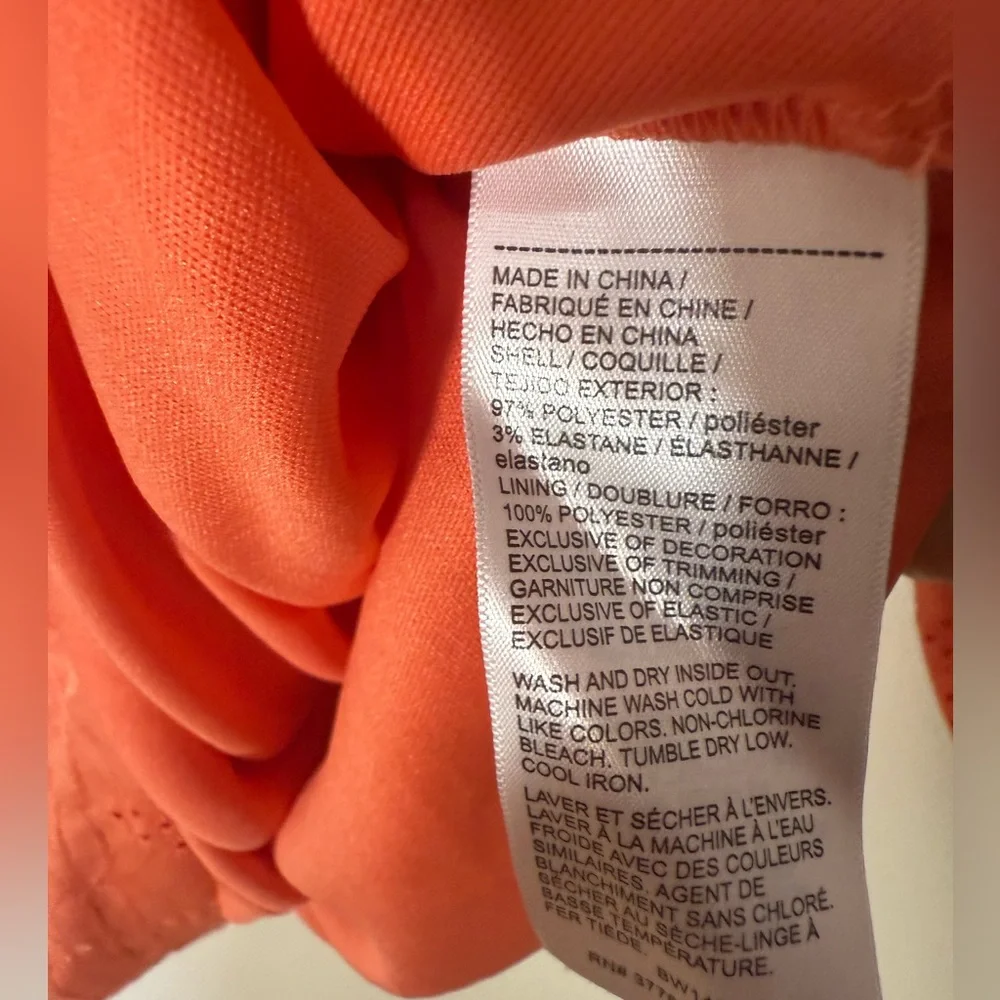 MADE IN CHINA /
FABRIQUÉ EN CHINE /
HECHO EN CHINA
SHELL / COQUILLE /
TEJIDO EXTERIOR :
97% POLYESTER / poliéster
3% ELASTANE / ÉLASTHANNE /
elastano
LINING / DOUBLURE / FORRO :
100% POLYESTER / poliéster
EXCLUSIVE OF DECORATION
EXCLUSIVE OF TRIMMING /
GARNITURE NON COMPRISE
EXCLUSIVE OF ELASTIC /
EXCLUSIF DE ELASTIQUE
WASH AND DRY INSIDE OUT.
MACHINE WASH COLD WITH
LIKE COLORS. NON-CHLORINE
BLEACH. TUMBLE DRY LOW.
COOL IRON.
LAVER ET SÉCHER À L'ENVERS.
LAVER À LA MACHINE À L'EAU
FROIDE AVEC DES COULEURS
SIMILAIRES. AGENT DE
BLANCHIMENT SANS CHLORÉ.
SÉCHER AU SÈCHE-LINGE À
BASSE TEMPÉRATURE.
FER TIÉDE.
RN#